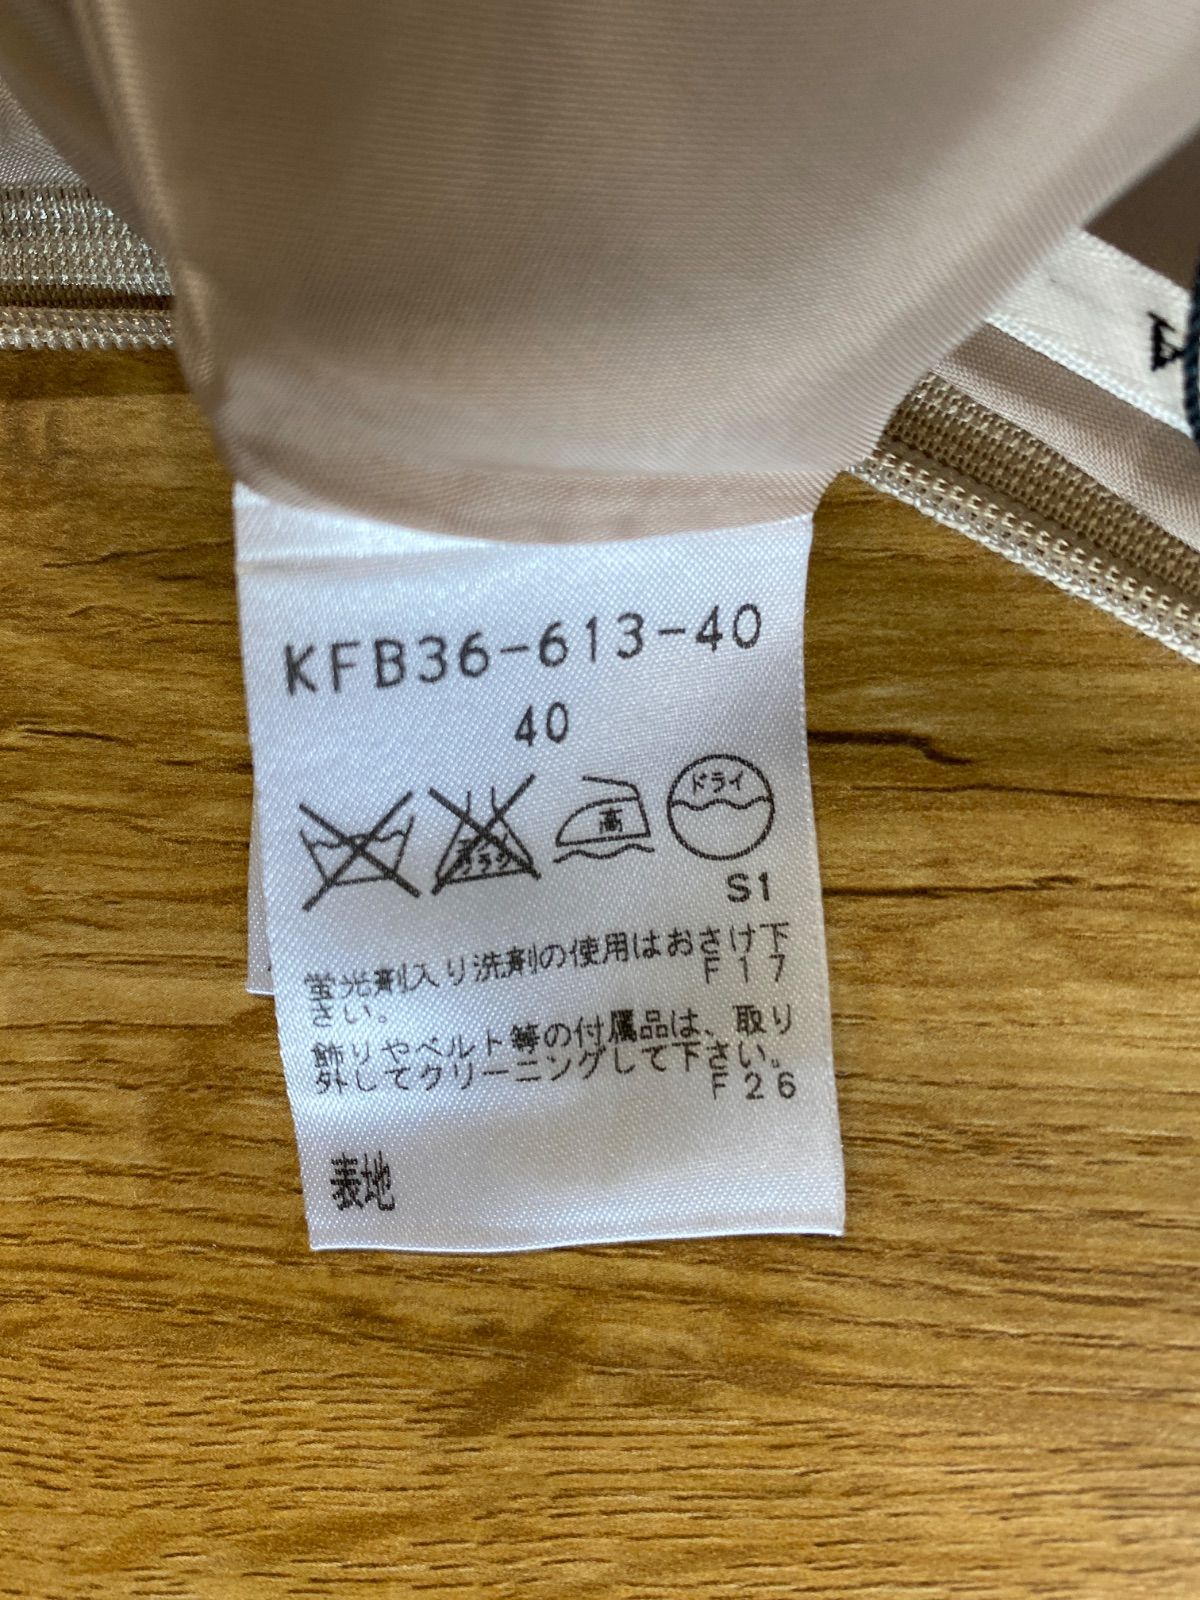 KFB36-613-40
40
高
ドライ
S1
蛍光剤入り洗剤の使用はおさけ下
さい。 F17
飾りやベルト等の付属品は、取り
外してクリーニングして下さい。
F26
表地